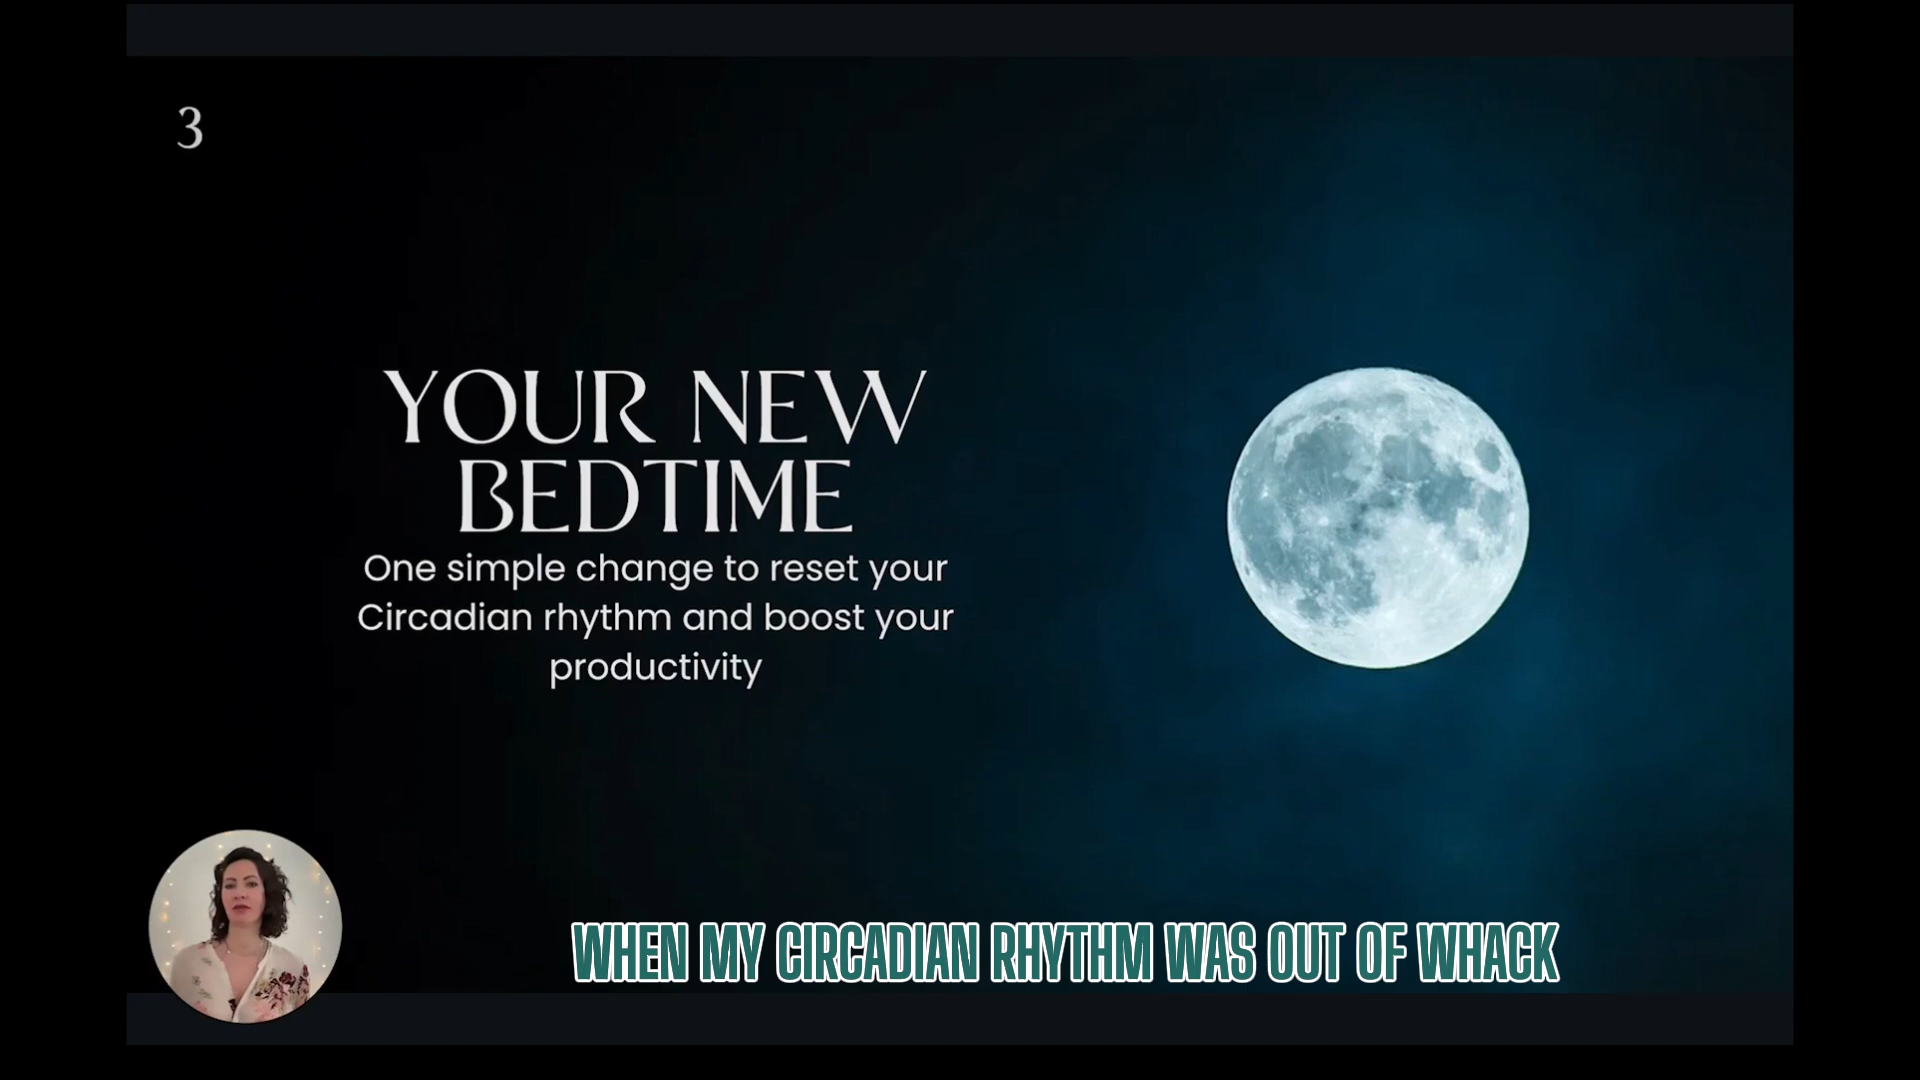 3
YOUR NEW
BEDTIME
One simple change to reset your
Circadian rhythm and boost your
productivity
WHEN MY CIRCADIAN RHYTHM WAS OUT OF WHACK